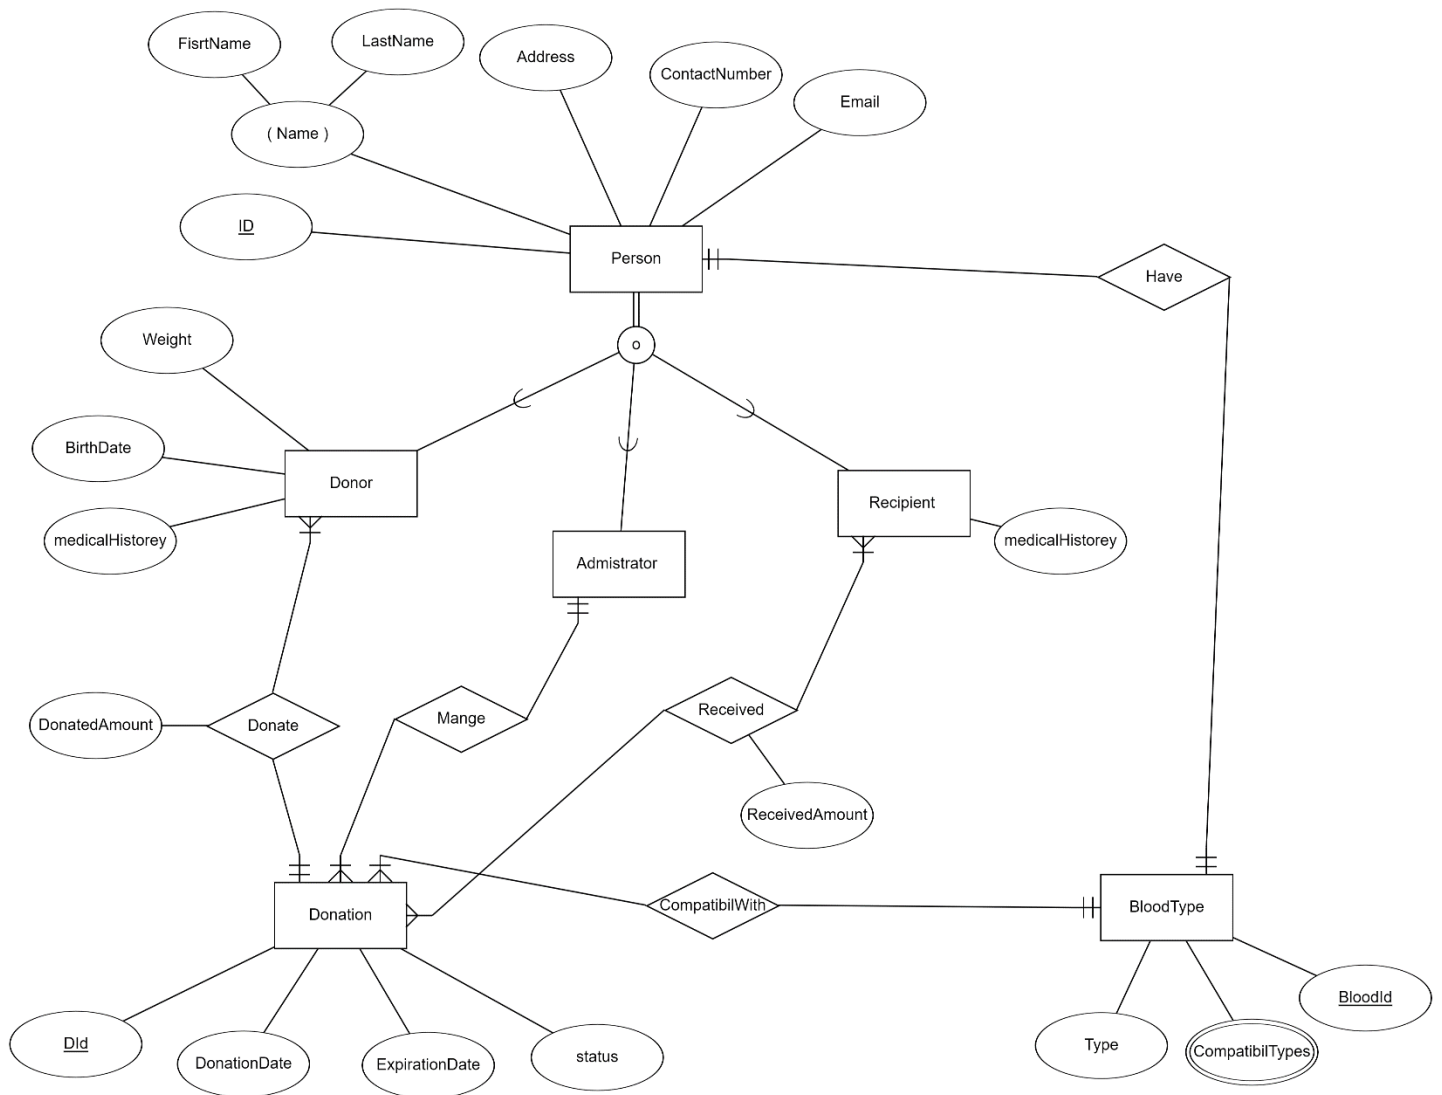 FisrtName
LastName
Address
ContactNumber
Email
( Name )
ID
Person
Have
o
Weight
BirthDate
Donor
Recipient
medicalHistorey
medicalHistorey
Admistrator
DonatedAmount
Donate
Mange
Received
ReceivedAmount
Donation
CompatibilWith
BloodType
DId
DonationDate
ExpirationDate
status
Type
CompatibilTypes
BloodId